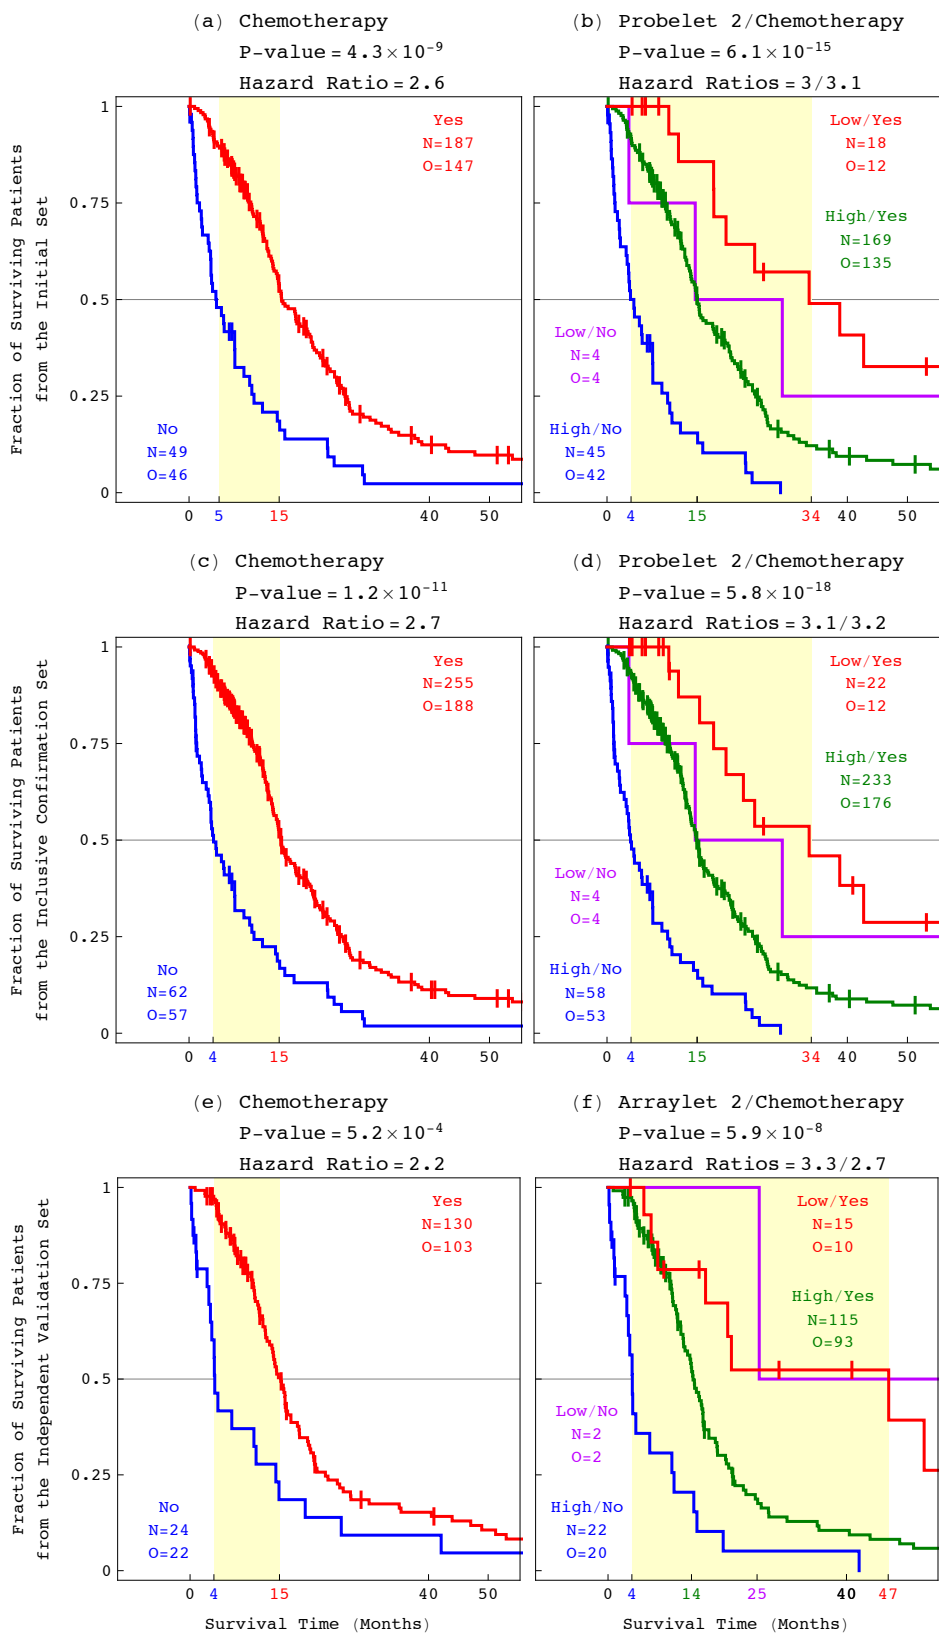 (a) Chemotherapy
P-value = 4.3×10⁻⁹
Hazard Ratio = 2.6
Fraction of Surviving Patients
from the Initial Set
1
0.75
0.5
0.25
0
Yes
N=187
O=147
No
N=49
O=46
0 5 15 40 50
(b) Probelet 2/Chemotherapy
P-value = 6.1×10⁻¹⁵
Hazard Ratios = 3/3.1
Low/Yes
N=18
O=12
High/Yes
N=169
O=135
Low/No
N=4
O=4
High/No
N=45
O=42
0 4 15 34 40 50
(c) Chemotherapy
P-value = 1.2×10⁻¹¹
Hazard Ratio = 2.7
Fraction of Surviving Patients
from the Inclusive Confirmation Set
1
0.75
0.5
0.25
0
Yes
N=255
O=188
No
N=62
O=57
0 4 15 40 50
(d) Probelet 2/Chemotherapy
P-value = 5.8×10⁻¹⁸
Hazard Ratios = 3.1/3.2
Low/Yes
N=22
O=12
High/Yes
N=233
O=176
Low/No
N=4
O=4
High/No
N=58
O=53
0 4 15 34 40 50
(e) Chemotherapy
P-value = 5.2×10⁻⁴
Hazard Ratio = 2.2
Fraction of Surviving Patients
from the Independent Validation Set
1
0.75
0.5
0.25
0
Yes
N=130
O=103
No
N=24
O=22
0 4 15 40 50
Survival Time (Months)
(f) Arraylet 2/Chemotherapy
P-value = 5.9×10⁻⁸
Hazard Ratios = 3.3/2.7
Low/Yes
N=15
O=10
High/Yes
N=115
O=93
Low/No
N=2
O=2
High/No
N=22
O=20
0 4 14 25 40 47
Survival Time (Months)